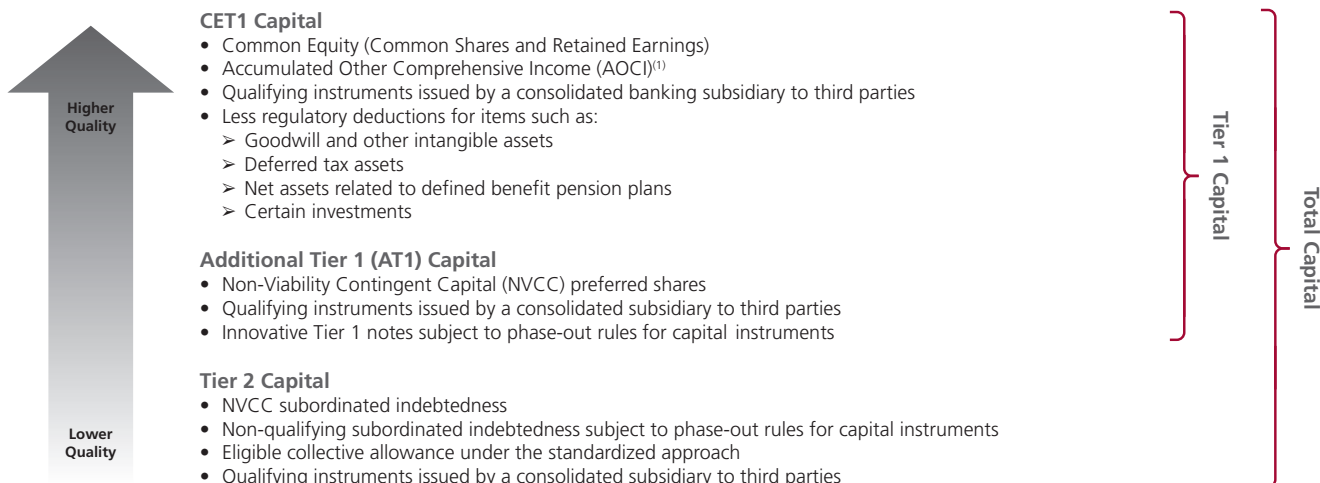 CET1 Capital
• Common Equity (Common Shares and Retained Earnings)
• Accumulated Other Comprehensive Income (AOCI)(1)
• Qualifying instruments issued by a consolidated banking subsidiary to third parties
• Less regulatory deductions for items such as:
➢ Goodwill and other intangible assets
➢ Deferred tax assets
➢ Net assets related to defined benefit pension plans
➢ Certain investments
Additional Tier 1 (AT1) Capital
• Non-Viability Contingent Capital (NVCC) preferred shares
• Qualifying instruments issued by a consolidated subsidiary to third parties
• Innovative Tier 1 notes subject to phase-out rules for capital instruments
Tier 2 Capital
• NVCC subordinated indebtedness
• Non-qualifying subordinated indebtedness subject to phase-out rules for capital instruments
• Eligible collective allowance under the standardized approach
• Qualifying instruments issued by a consolidated subsidiary to third parties
Higher
Quality
Lower
Quality
Tier 1 Capital
Total Capital